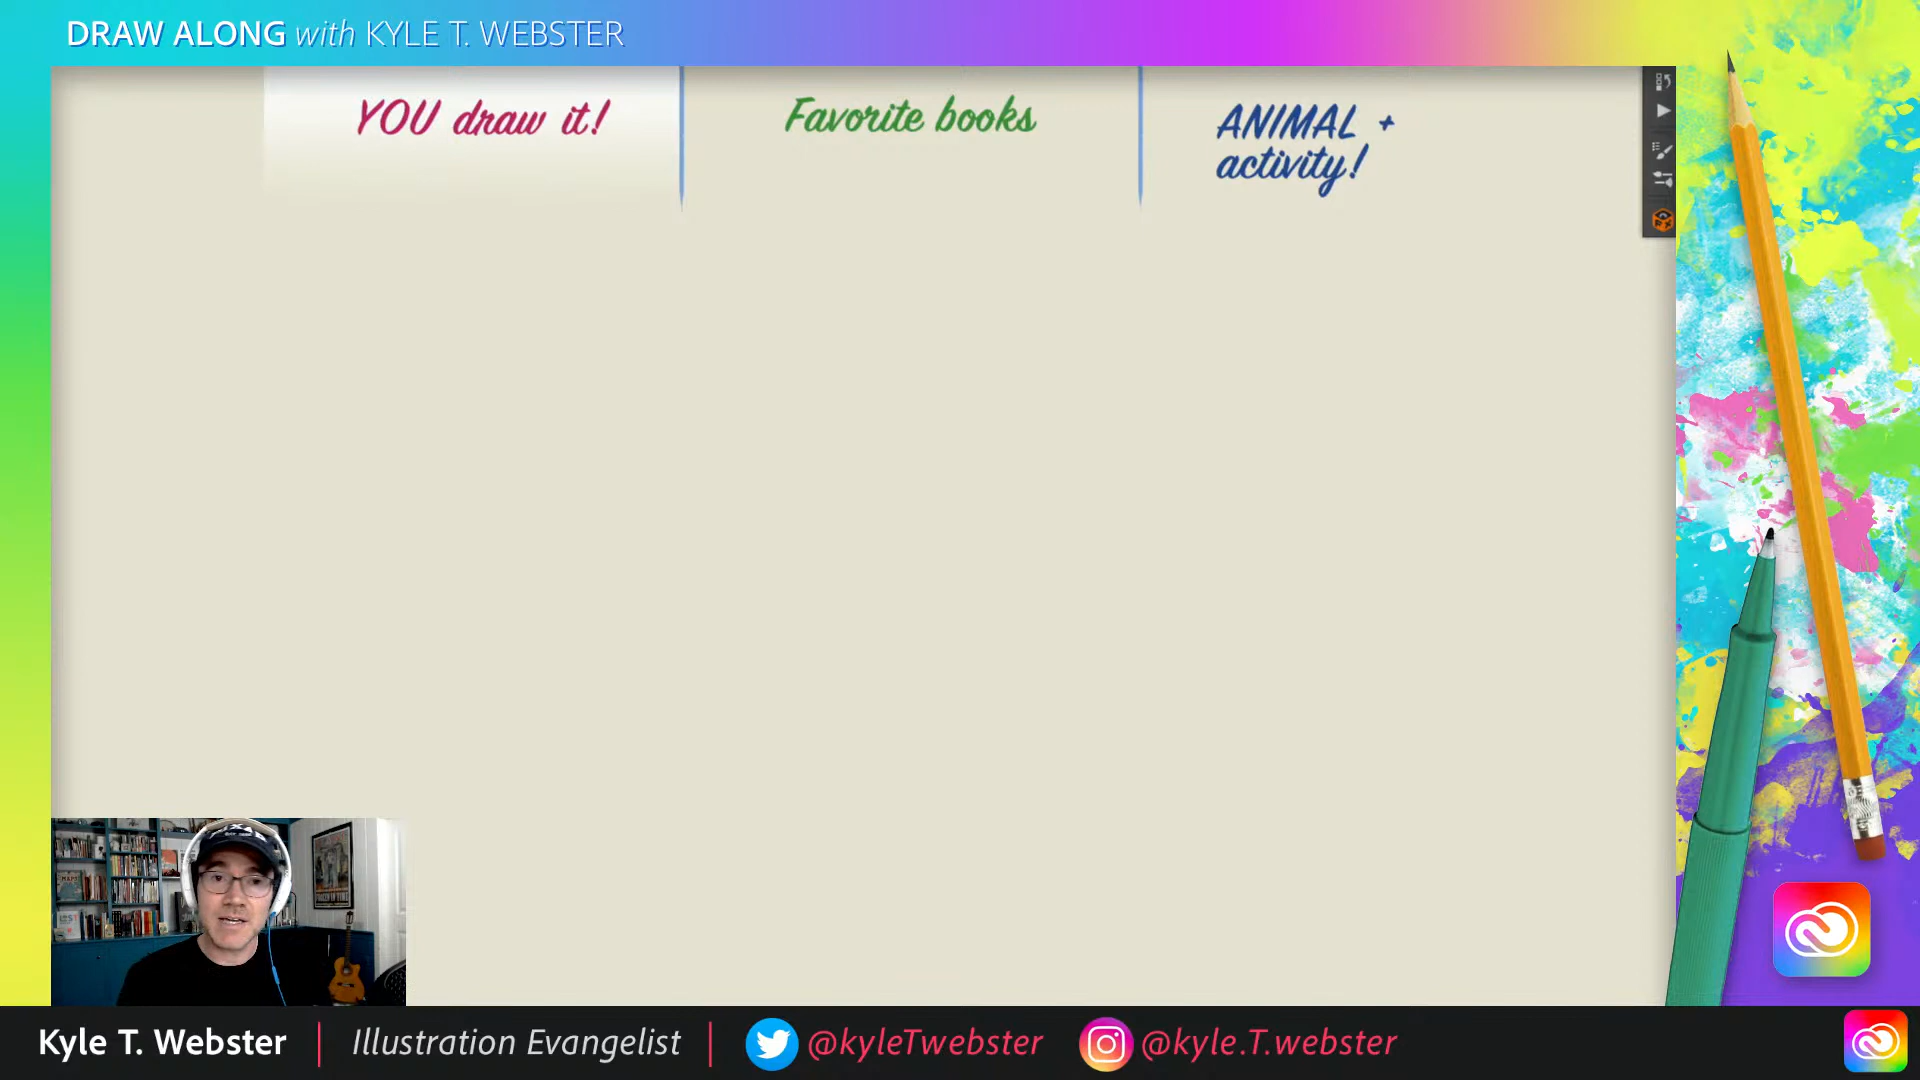 DRAW ALONG with KYLE T. WEBSTER
YOU draw it!
Favorite books
ANIMAL +
activity!
Kyle T. Webster | Illustration Evangelist | @kyleTwebster @kyle.T.webster